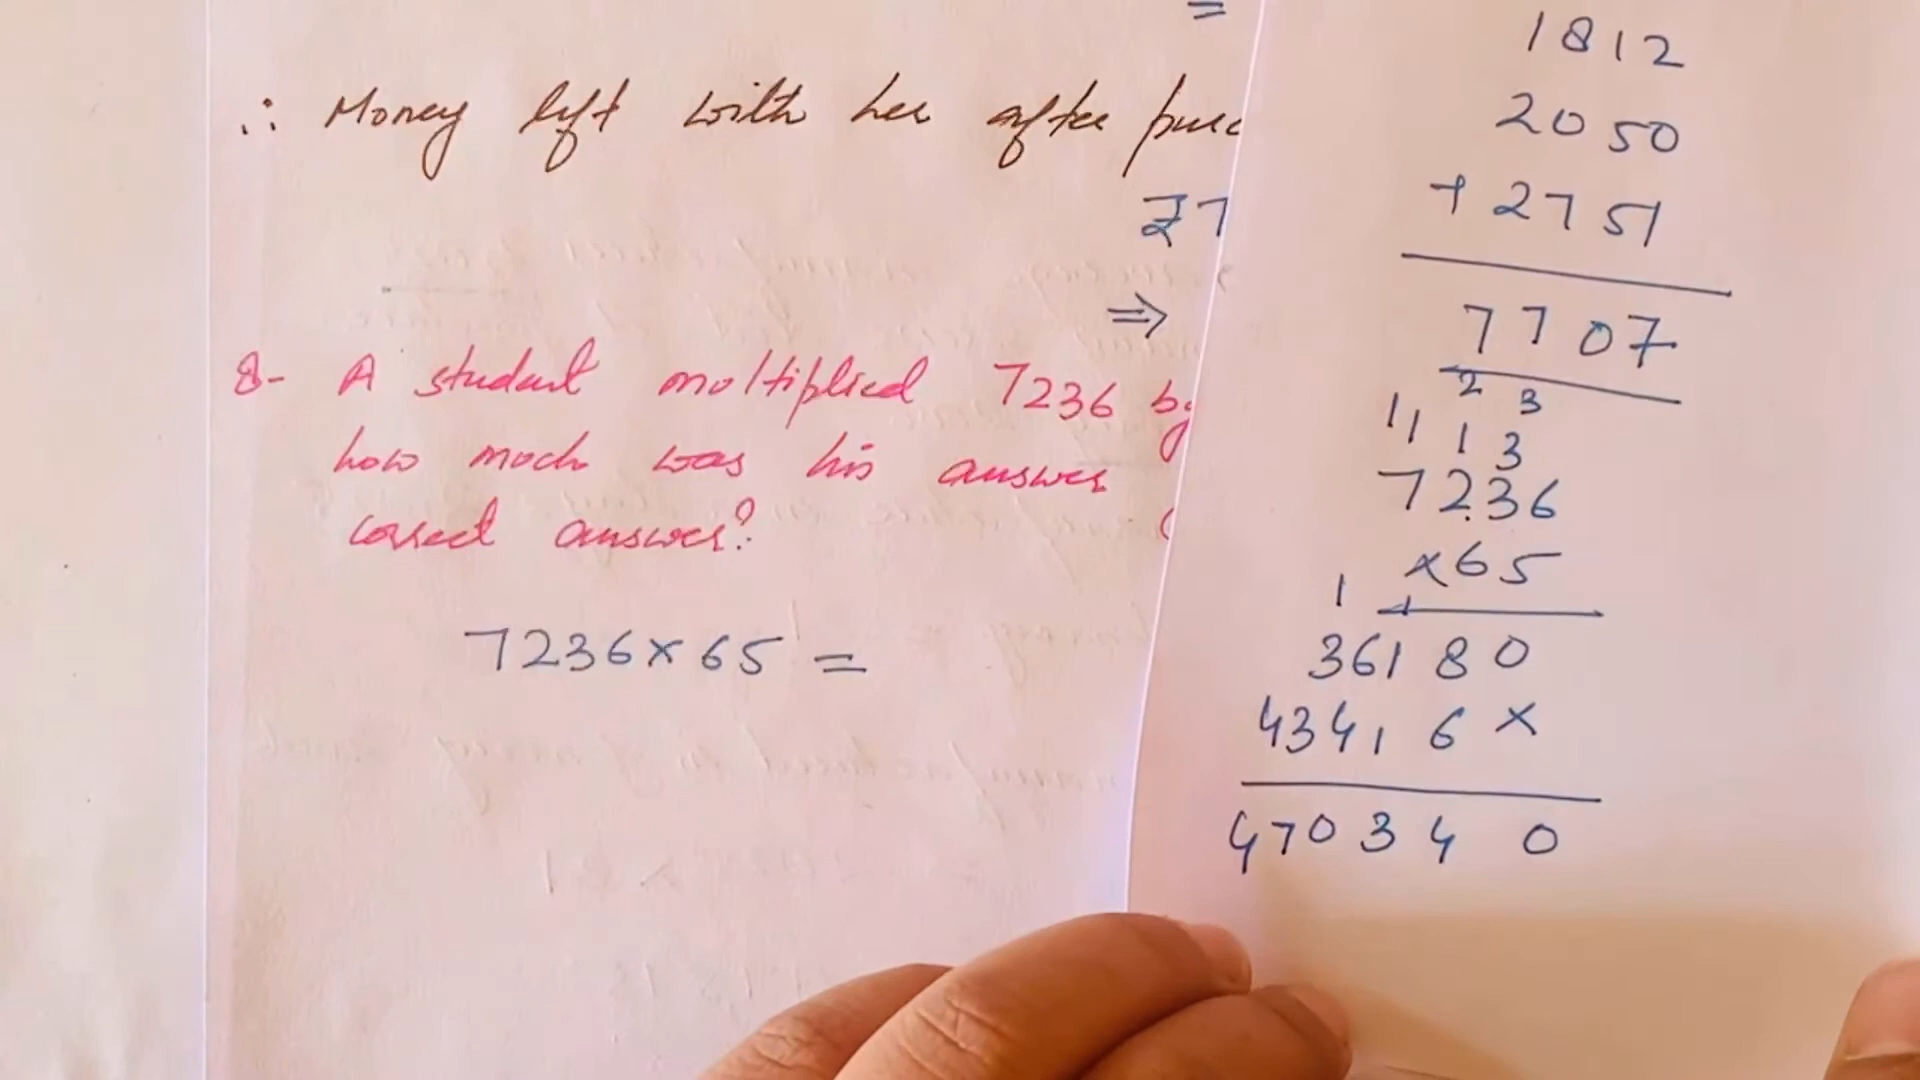 =
∴ Money left with her after purc
₹7
⇒
8- A student multiplied 7236 by
how much was his answer
correct answer?
7236 × 65 =
1812
2050
+ 2751
7707
2 3
1 1 1 3
7236
×65
1 1
36180
43416×
470340